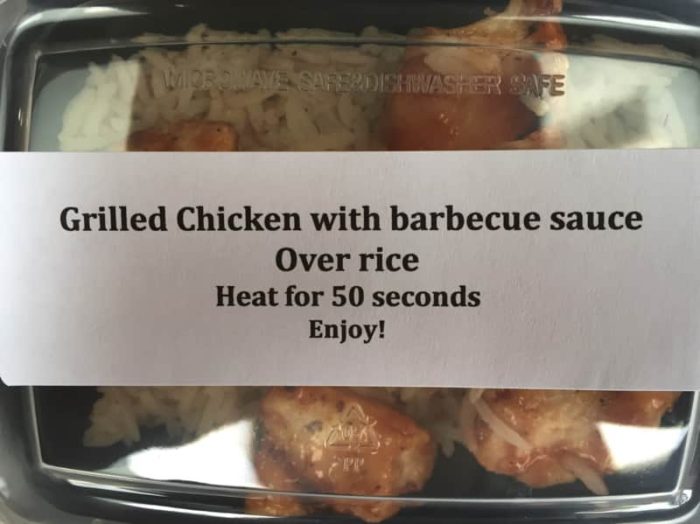 MICROWAVE SAFE&DISHWASHER SAFE
Grilled Chicken with barbecue sauce
Over rice
Heat for 50 seconds
Enjoy!
PP